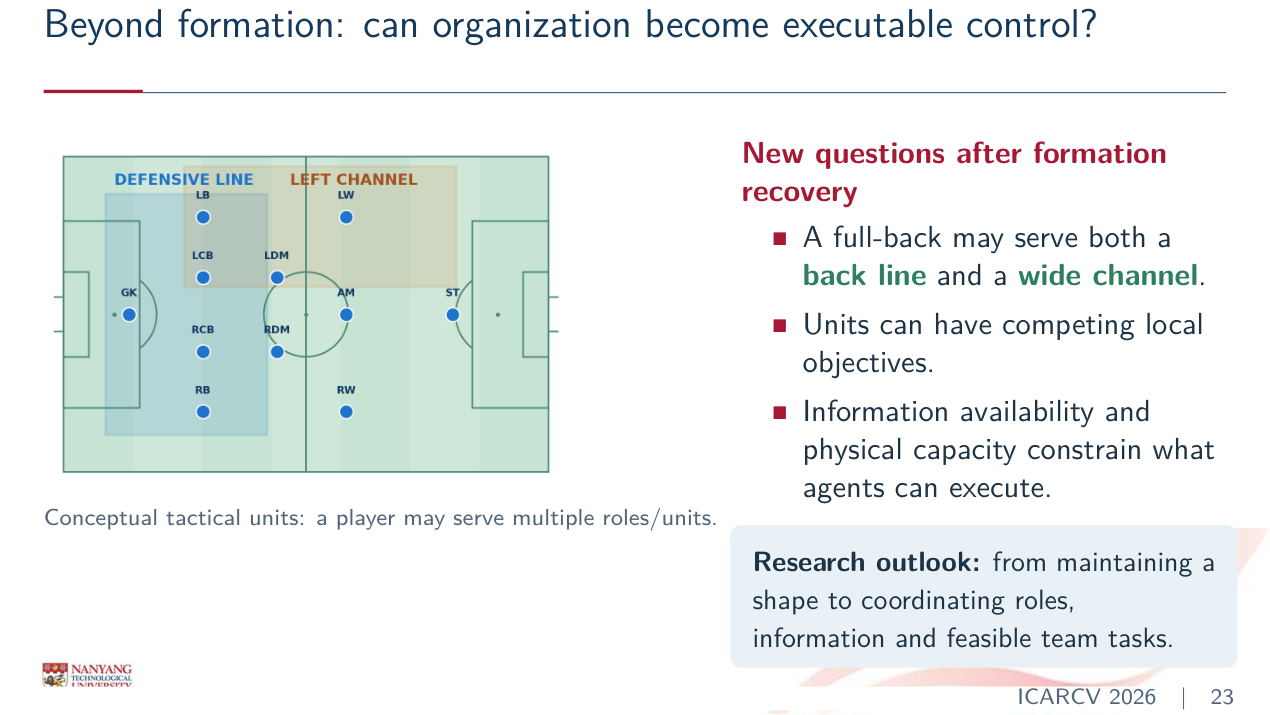 Beyond formation: can organization become executable control?
DEFENSIVE LINE
LEFT CHANNEL
LB
LW
LCB
LDM
GK
AM
ST
RCB
RDM
RB
RW
Conceptual tactical units: a player may serve multiple roles/units.
New questions after formation
recovery
A full-back may serve both a
back line and a wide channel.
Units can have competing local
objectives.
Information availability and
physical capacity constrain what
agents can execute.
Research outlook: from maintaining a
shape to coordinating roles,
information and feasible team tasks.
NANYANG
TECHNOLOGICAL
UNIVERSITY
ICARCV 2026 | 23